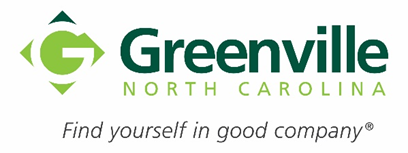 Greenville
NORTH CAROLINA
Find yourself in good company®